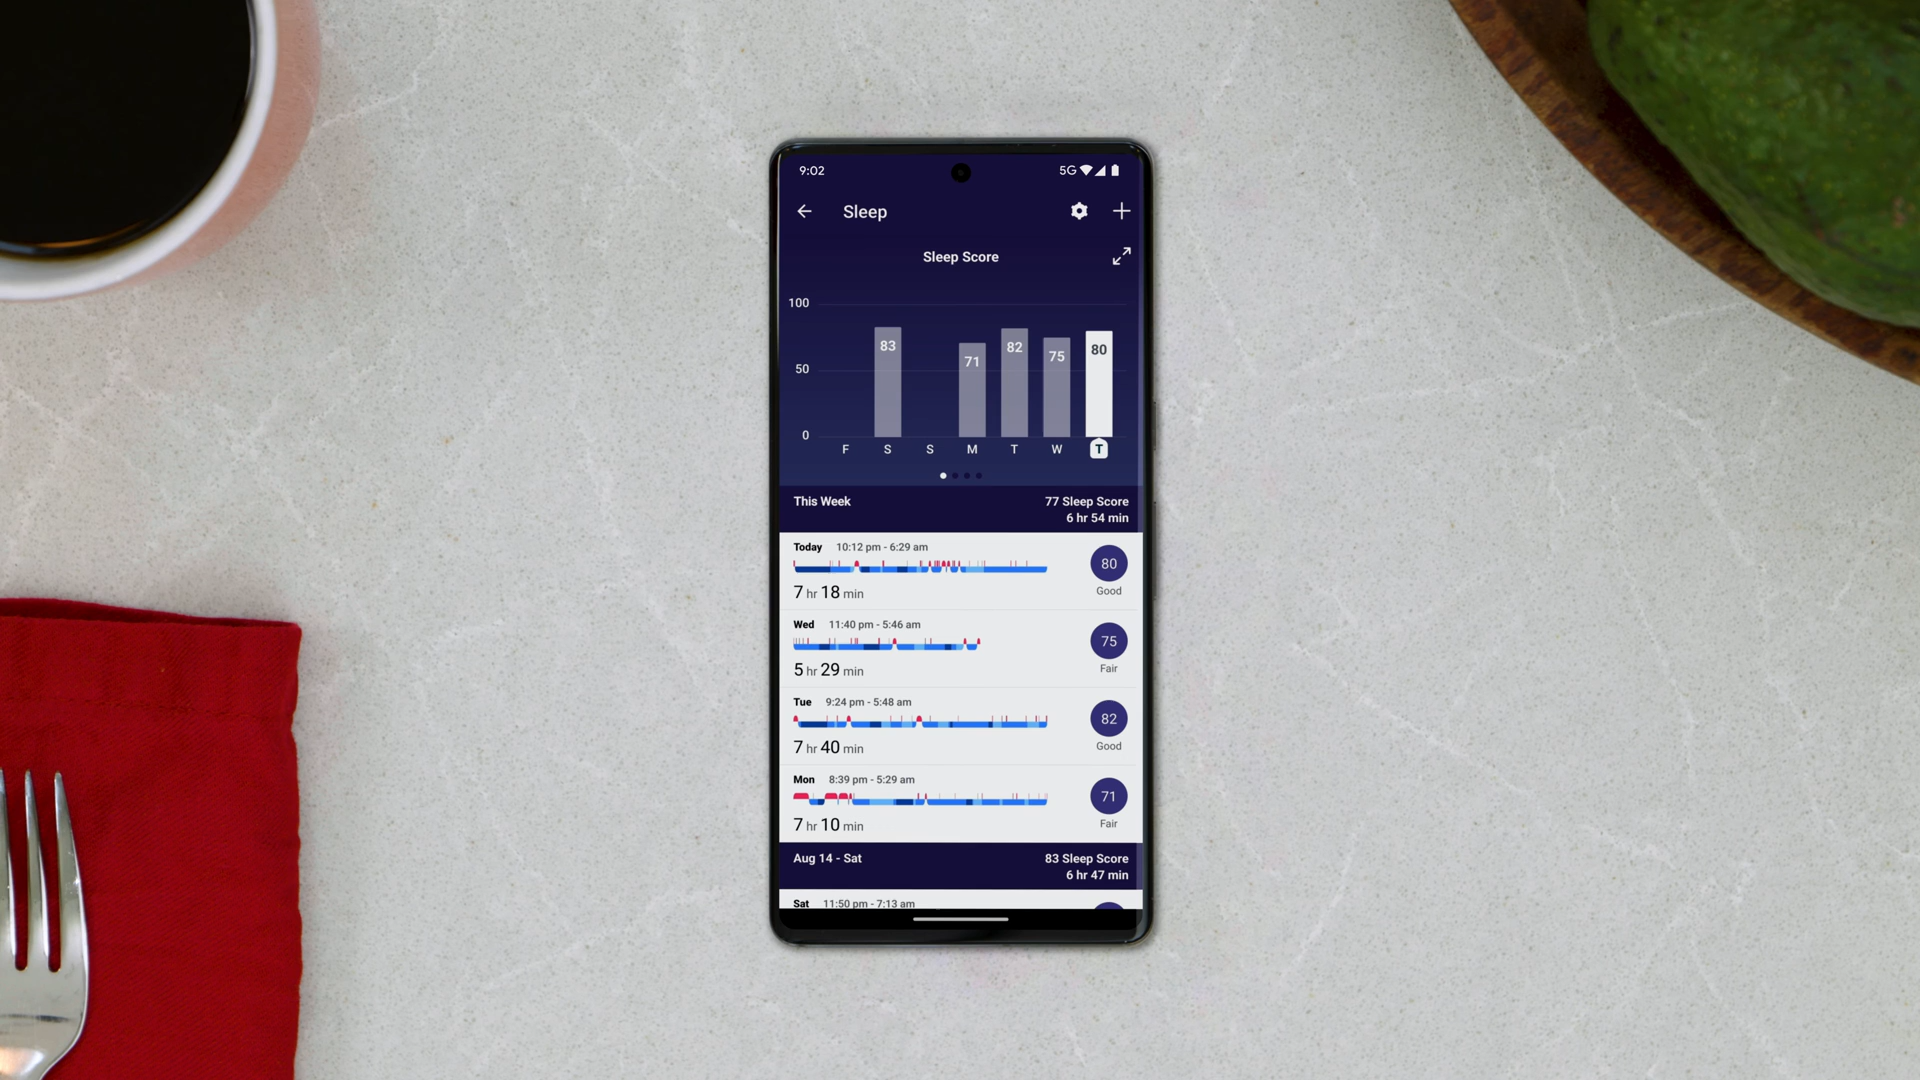 9:02 5G
Sleep
Sleep Score
100
50
0
83 71 82 75 80
F S S M T W T
This Week 77 Sleep Score
6 hr 54 min
Today 10:12 pm - 6:29 am
80
7 hr 18 min Good
Wed 11:40 pm - 5:46 am
75
5 hr 29 min Fair
Tue 9:24 pm - 5:48 am
82
7 hr 40 min Good
Mon 8:39 pm - 5:29 am
71
7 hr 10 min Fair
Aug 14 - Sat 83 Sleep Score
6 hr 47 min
Sat 11:50 pm - 7:13 am